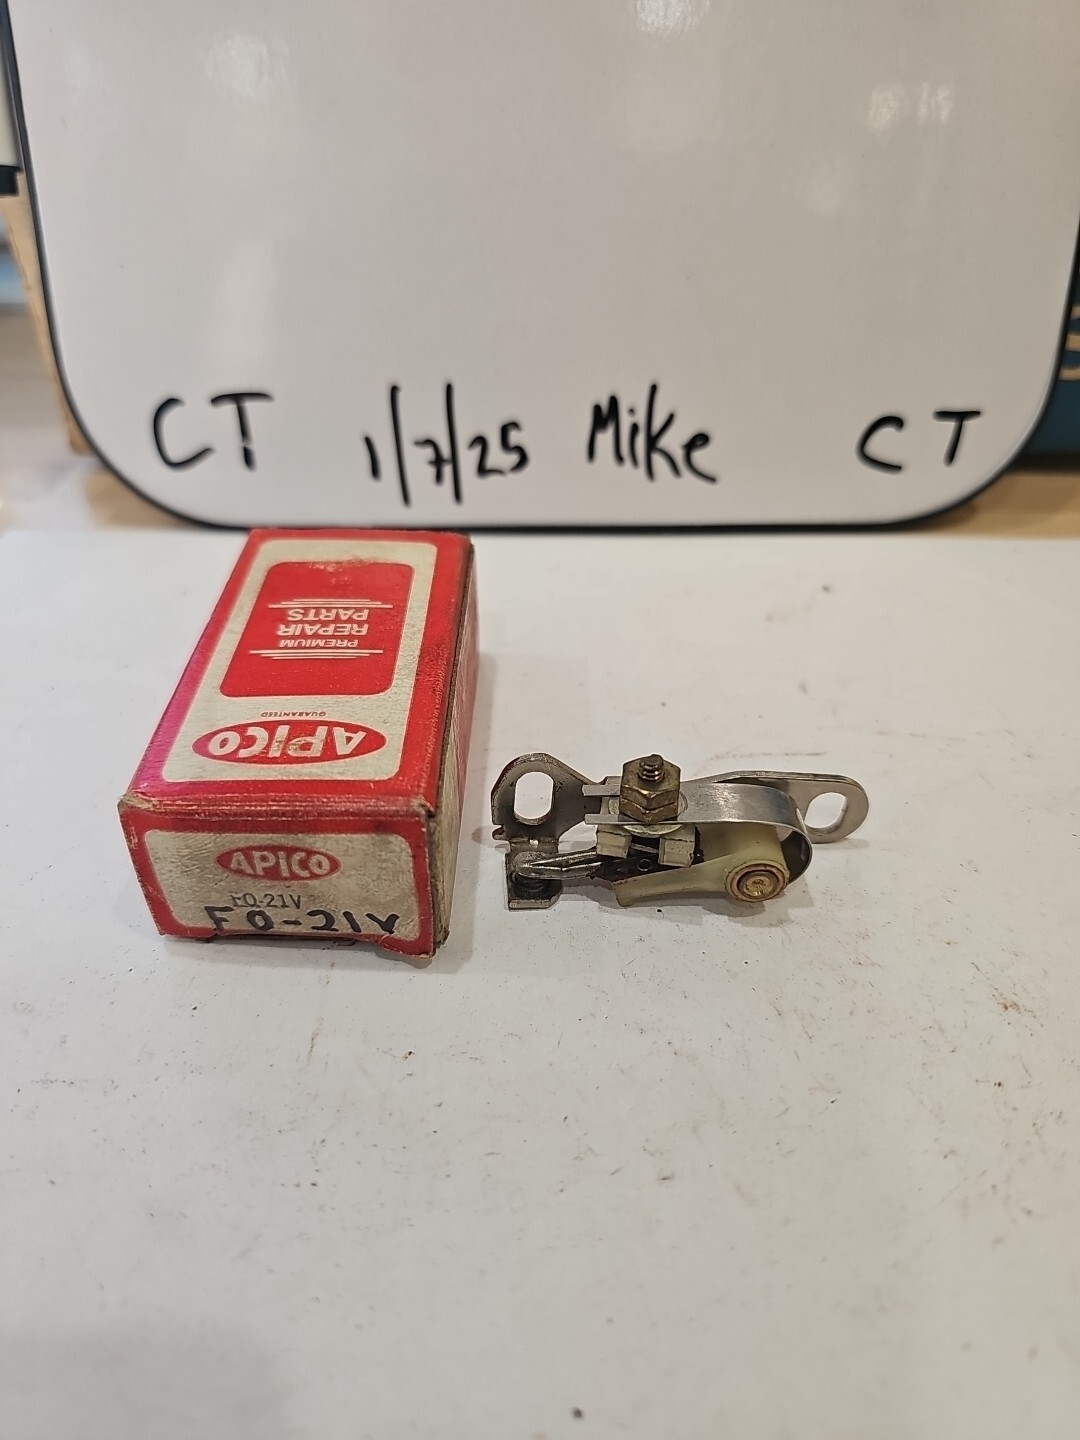 CT 1/7/25 Mike CT
PREMIUM
REPAIR
PARTS
APICO
GUARANTEED
APICO
FO-21V
FO-21V